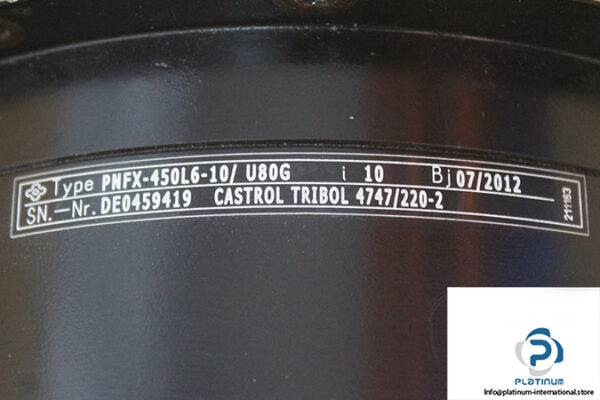 Type PNFX-450L6-10/ U80G i 10 Bj 07/2012
SN.-Nr. DE0459419 CASTROL TRIBOL 4747/220-2
211163
PLATINUM
Info@platinum-international.store